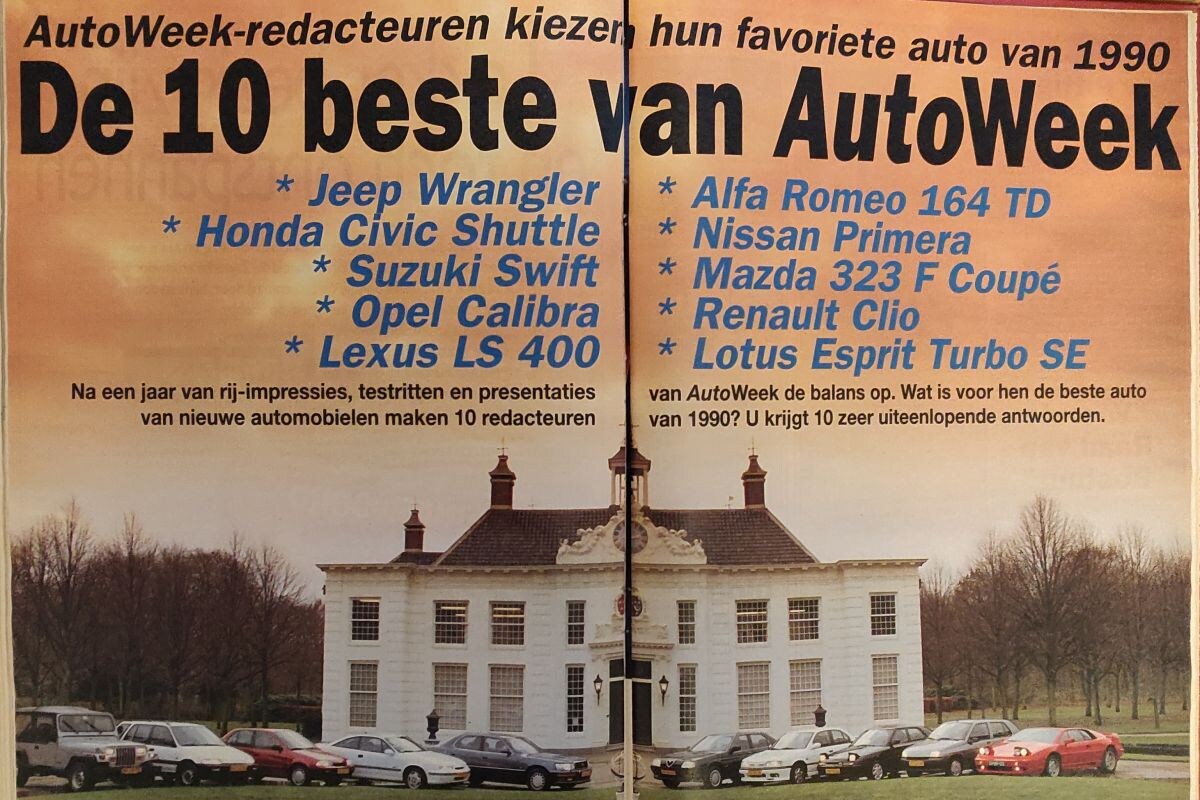 AutoWeek-redacteuren kiezen hun favoriete auto van 1990
De 10 beste van AutoWeek
* Jeep Wrangler
* Honda Civic Shuttle
* Suzuki Swift
* Opel Calibra
* Lexus LS 400
* Alfa Romeo 164 TD
* Nissan Primera
* Mazda 323 F Coupé
* Renault Clio
* Lotus Esprit Turbo SE
Na een jaar van rij-impressies, testritten en presentaties
van nieuwe automobielen maken 10 redacteuren
van AutoWeek de balans op. Wat is voor hen de beste auto
van 1990? U krijgt 10 zeer uiteenlopende antwoorden.